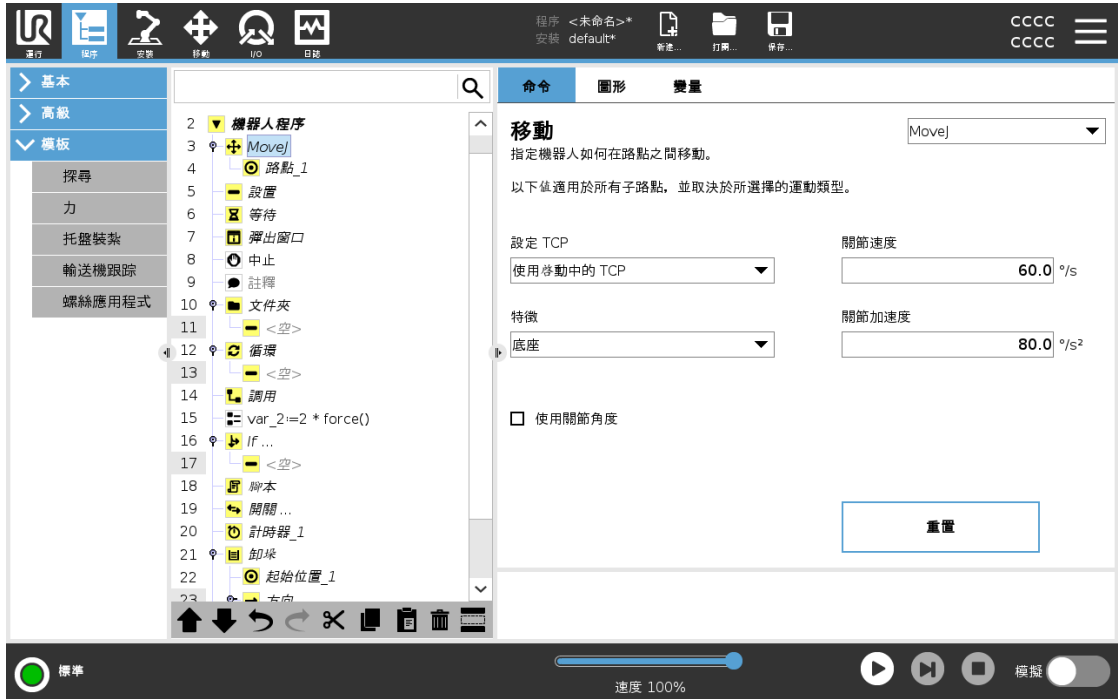 UR
運行
程序
安裝
移動
I/O
日誌
程序 <未命名>*
安裝 default*
新建...
打開...
保存...
CCCC
CCCC
基本
高級
模板
探尋
力
托盤裝紮
輸送機跟踪
螺絲應用程式
2 機器人程序
3 MoveJ
4 路點_1
5 設置
6 等待
7 彈出窗口
8 中止
9 註釋
10 文件夾
11 <空>
12 循環
13 <空>
14 調用
15 var_2≔2 * force()
16 If ...
17 <空>
18 腳本
19 開關 ...
20 計時器_1
21 卸垛
22 起始位置_1
23 方向
命令
圖形
變量
移動
MoveJ
指定機器人如何在路點之間移動。
以下值適用於所有子路點，並取決於所選擇的運動類型。
設定 TCP
關節速度
使用 動中的 TCP
60.0 °/s
特徵
關節加速度
底座
80.0 °/s²
使用關節角度
重置
標準
速度 100%
模擬